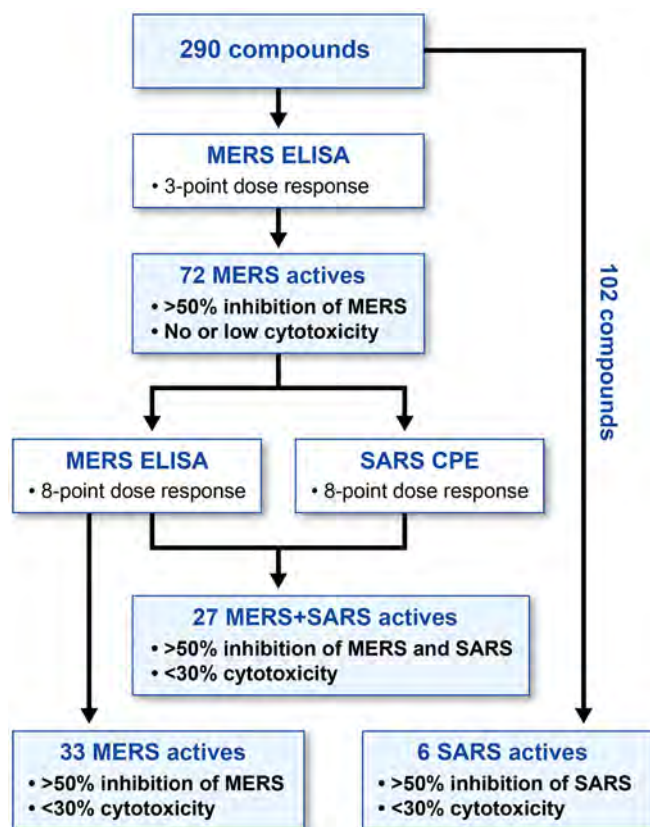 290 compounds
MERS ELISA
• 3-point dose response
72 MERS actives
• >50% inhibition of MERS
• No or low cytotoxicity
102 compounds
MERS ELISA
• 8-point dose response
SARS CPE
• 8-point dose response
27 MERS+SARS actives
• >50% inhibition of MERS and SARS
• <30% cytotoxicity
33 MERS actives
• >50% inhibition of MERS
• <30% cytotoxicity
6 SARS actives
• >50% inhibition of SARS
• <30% cytotoxicity